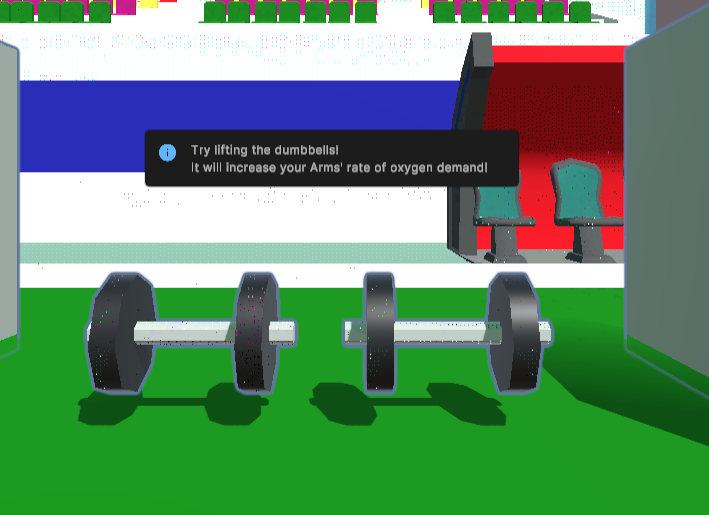 Try lifting the dumbbells!
It will increase your Arms' rate of oxygen demand!